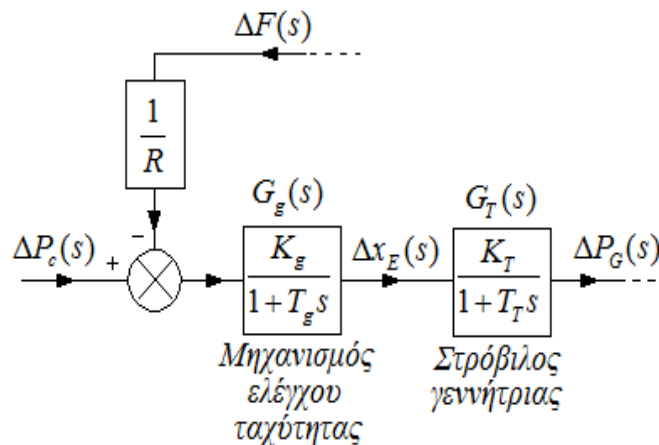 ΔF(s)
1/R
G_g(s)
G_T(s)
ΔP_c(s) + −
K_g/(1+T_g s)
Δx_E(s)
K_T/(1+T_T s)
ΔP_G(s)
Μηχανισμός
ελέγχου
ταχύτητας
Στρόβιλος
γεννήτριας